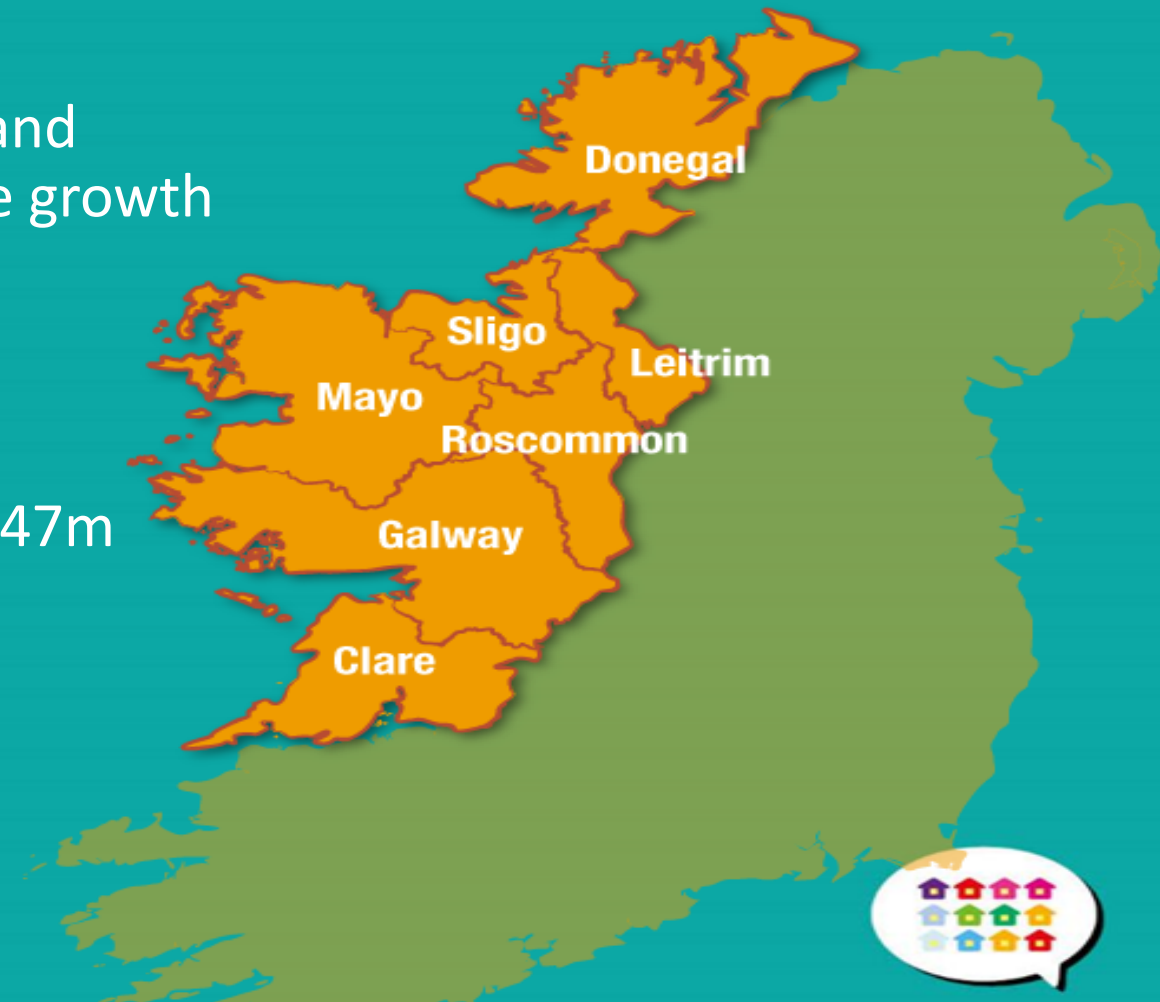 and
e growth
47m
Donegal
Sligo
Leitrim
Mayo
Roscommon
Galway
Clare